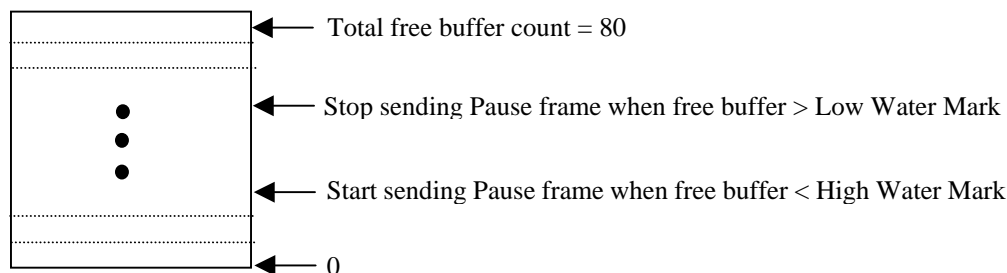 Total free buffer count = 80
Stop sending Pause frame when free buffer > Low Water Mark
Start sending Pause frame when free buffer < High Water Mark
0